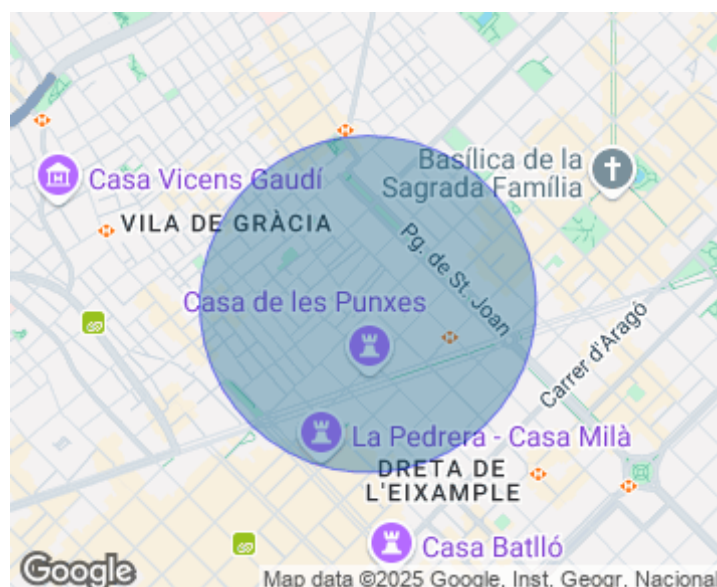 Basílica de la
Sagrada Família
Casa Vicens Gaudí
VILA DE GRÀCIA
Pg. de St. Joan
Casa de les Punxes
Carrer d'Aragó
La Pedrera - Casa Milà
DRETA DE
L'EIXAMPLE
Casa Batlló
Google
Map data ©2025 Google, Inst. Geogr. Nacional